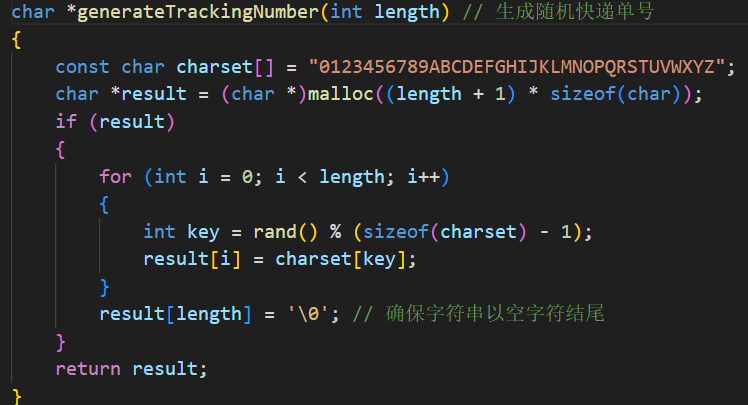 char *generateTrackingNumber(int length) // 生成随机快递单号
{
    const char charset[] = "0123456789ABCDEFGHIJKLMNOPQRSTUVWXYZ";
    char *result = (char *)malloc((length + 1) * sizeof(char));
    if (result)
    {
        for (int i = 0; i < length; i++)
        {
            int key = rand() % (sizeof(charset) - 1);
            result[i] = charset[key];
        }
        result[length] = '\0'; // 确保字符串以空字符结尾
    }
    return result;
}